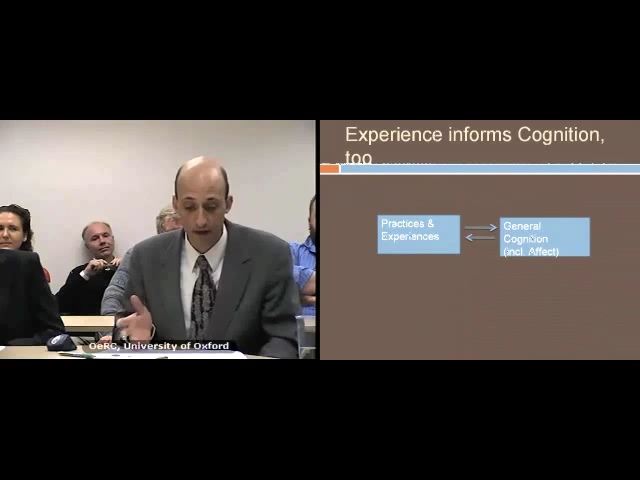 Experience informs Cognition,
too
Practices &
Experiences
General
Cognition
(incl. Affect)
OeRC, University of Oxford